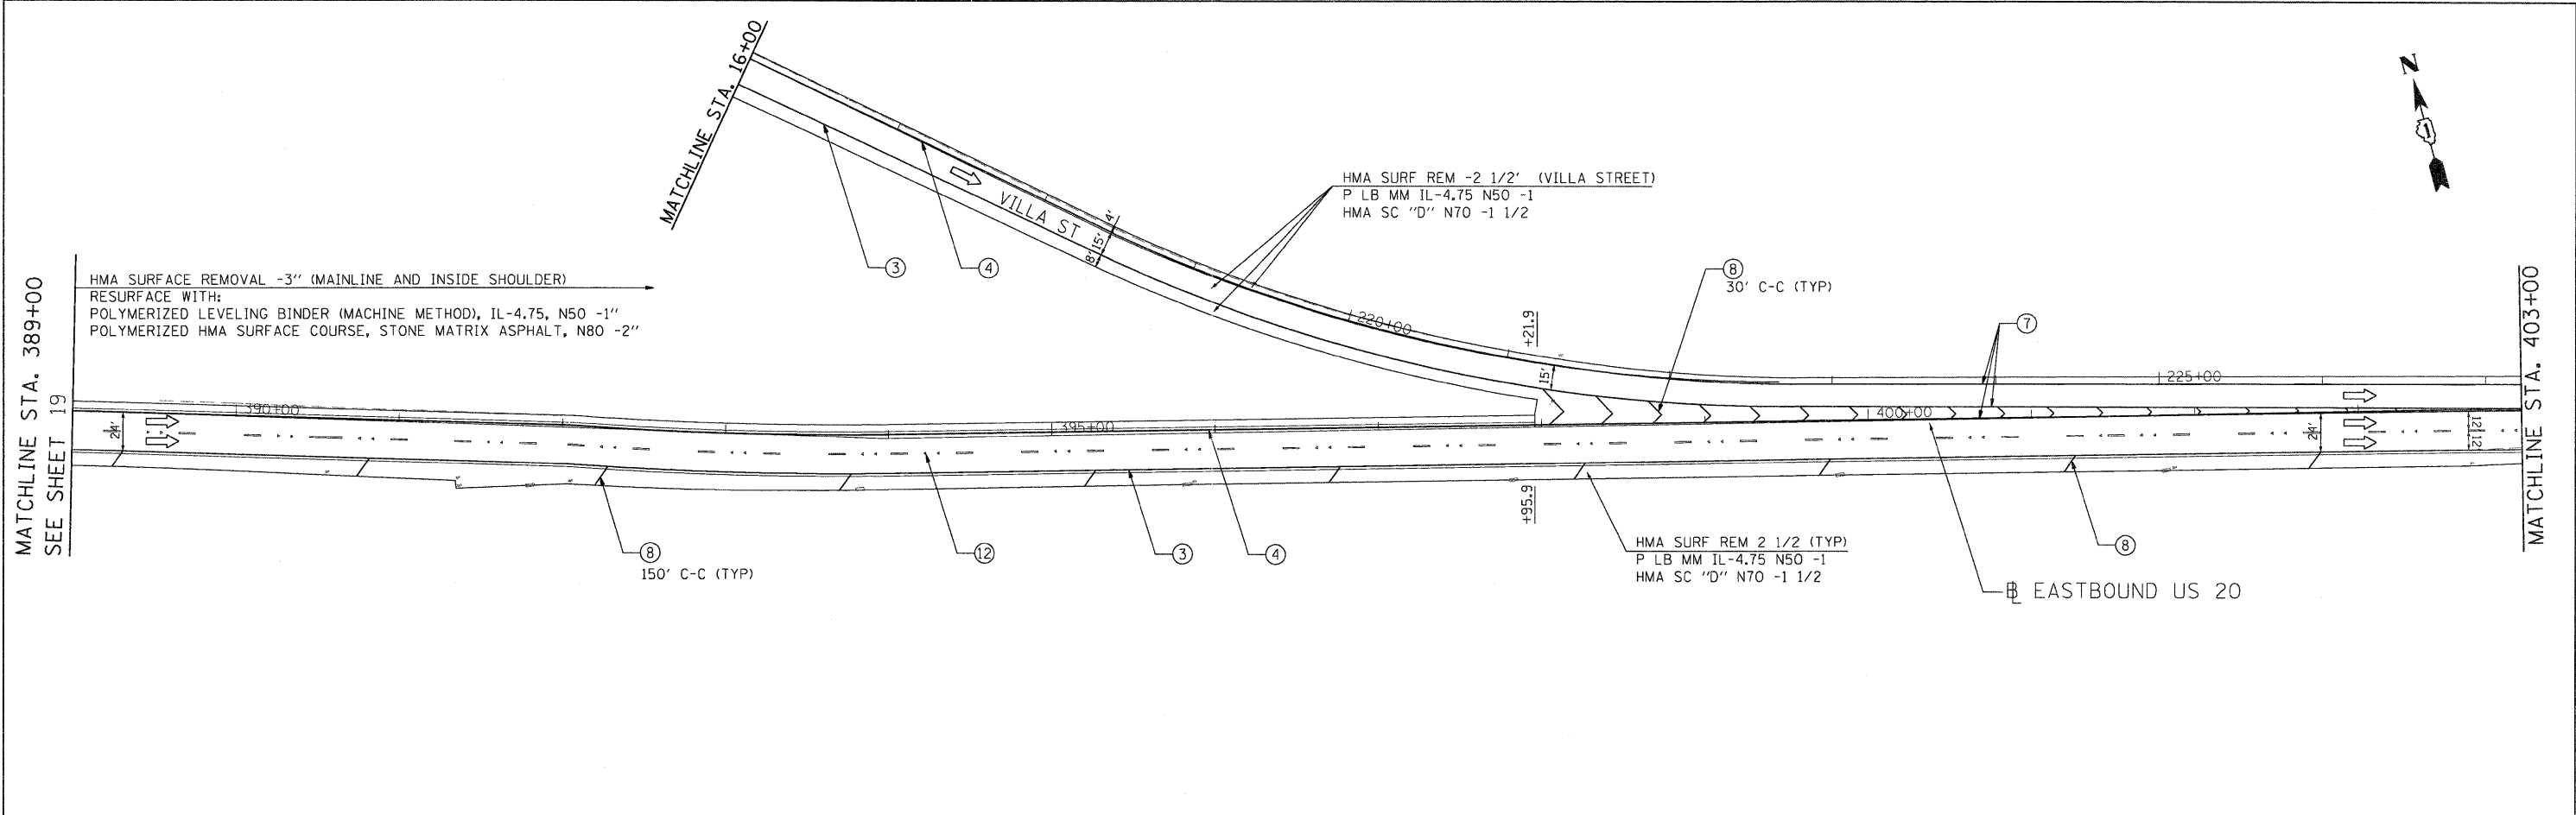 MATCHLINE STA. 16+00
N
HMA SURF REM -2 1/2' (VILLA STREET)
P LB MM IL-4.75 N50 -1
HMA SC "D" N70 -1 1/2
VILLA ST
4'
15'
8'
3
4
8
30' C-C (TYP)
HMA SURFACE REMOVAL -3" (MAINLINE AND INSIDE SHOULDER)
RESURFACE WITH:
POLYMERIZED LEVELING BINDER (MACHINE METHOD), IL-4.75, N50 -1"
POLYMERIZED HMA SURFACE COURSE, STONE MATRIX ASPHALT, N80 -2"
MATCHLINE STA. 389+00
SEE SHEET 19
220+00
+21.9
7
15'
225+00
MATCHLINE STA. 403+00
390+00
395+00
400+00
24'
24'
12'
12'
+95.9
8
150' C-C (TYP)
12
3
4
HMA SURF REM 2 1/2 (TYP)
P LB MM IL-4.75 N50 -1
HMA SC "D" N70 -1 1/2
8
BL EASTBOUND US 20